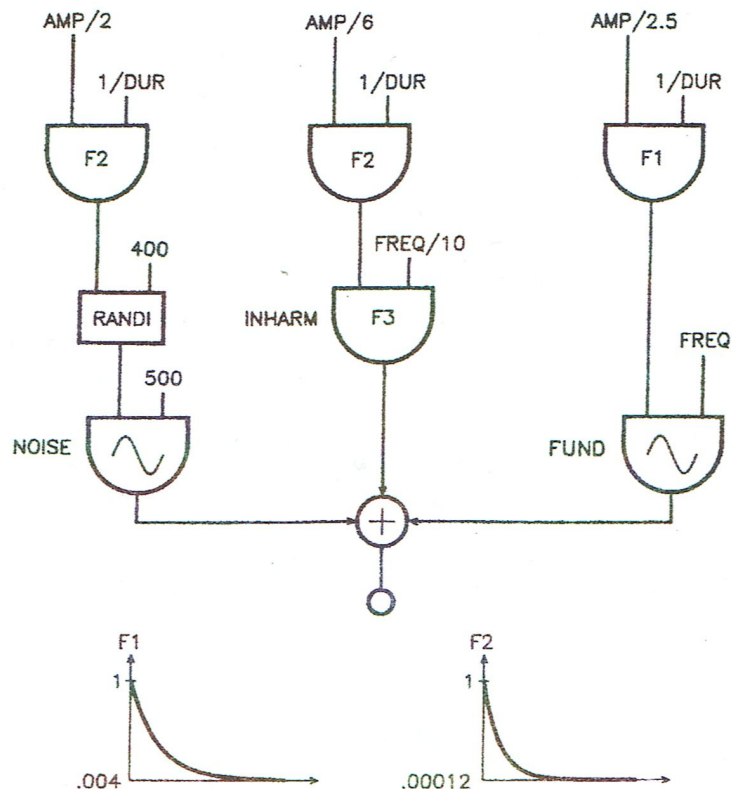 AMP/2
AMP/6
AMP/2.5
1/DUR
1/DUR
1/DUR
F2
F2
F1
400
FREQ/10
RANDI
INHARM
F3
FREQ
500
NOISE
FUND
+
F1
F2
1
1
.004
.00012